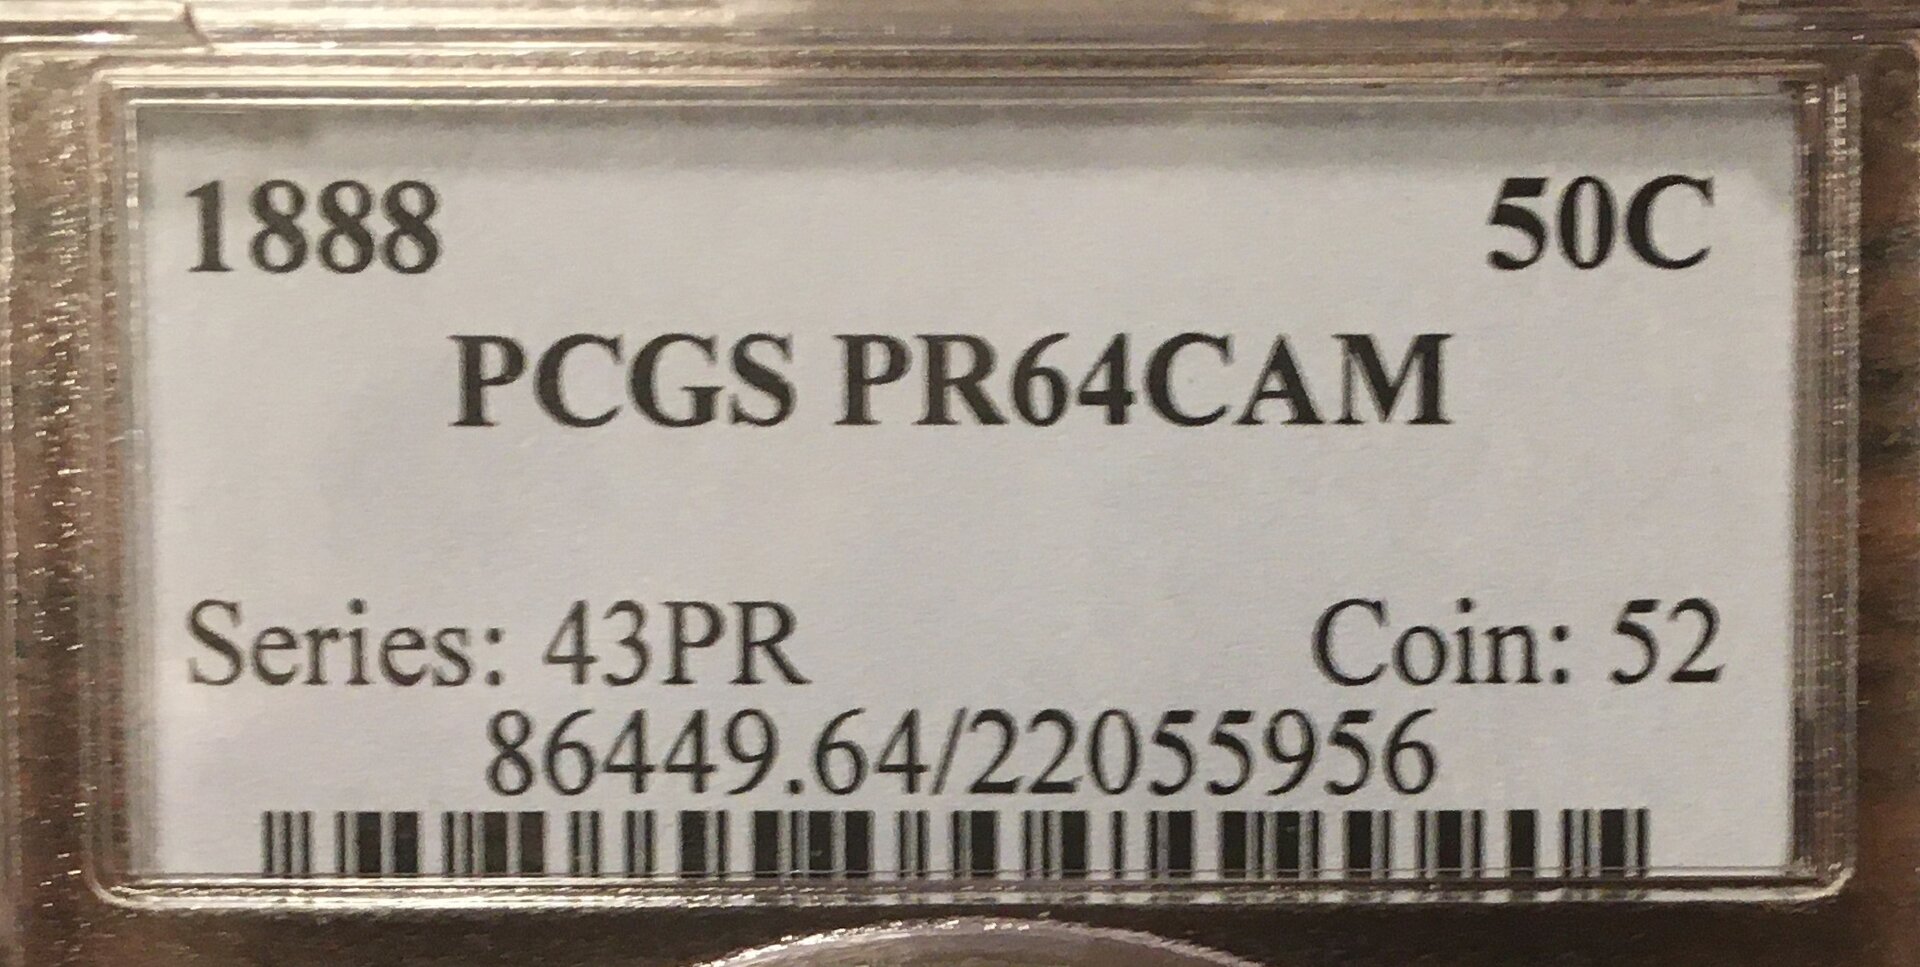 1888 50C
PCGS PR64CAM
Series: 43PR Coin: 52
86449.64/22055956